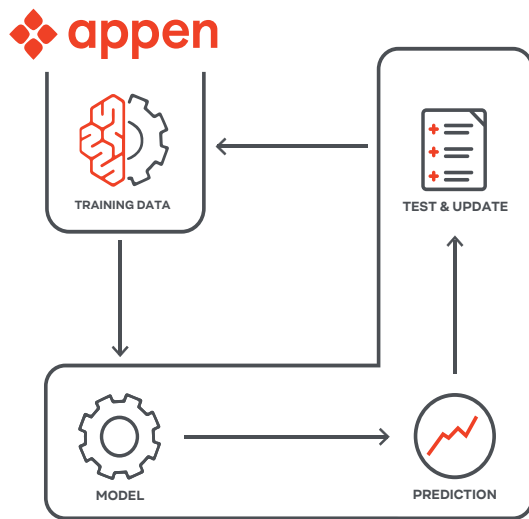 appen
TRAINING DATA
TEST & UPDATE
MODEL
PREDICTION